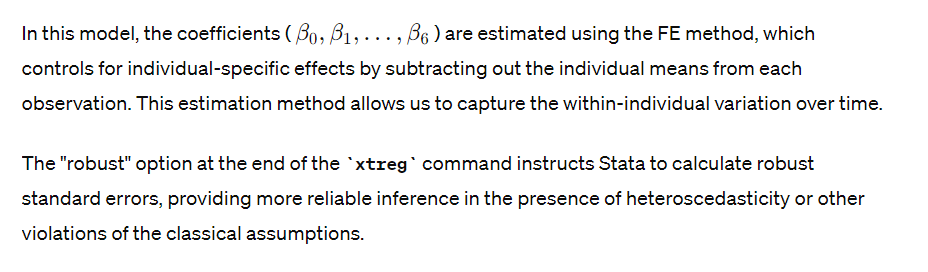 In this model, the coefficients ( β₀, β₁, . . . , β₆ ) are estimated using the FE method, which
controls for individual-specific effects by subtracting out the individual means from each
observation. This estimation method allows us to capture the within-individual variation over time.
The "robust" option at the end of the `xtreg` command instructs Stata to calculate robust
standard errors, providing more reliable inference in the presence of heteroscedasticity or other
violations of the classical assumptions.